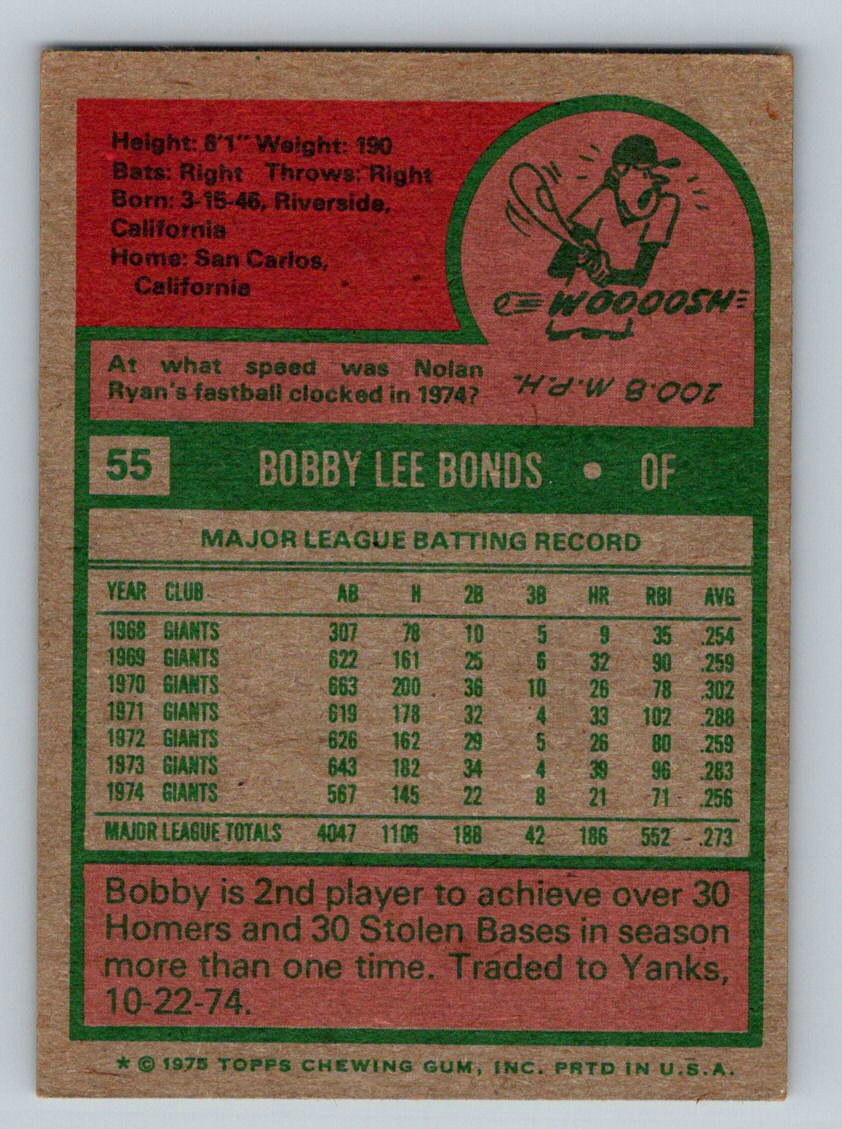 Height: 6'1" Weight: 190
Bats: Right Throws: Right
Born: 3-15-46, Riverside,
California
Home: San Carlos,
California
WOOOOSH
At what speed was Nolan
Ryan's fastball clocked in 1974?
100.8 M.P.H.
55 BOBBY LEE BONDS • OF
MAJOR LEAGUE BATTING RECORD
YEAR CLUB AB H 2B 3B HR RBI AVG
1968 GIANTS 307 78 10 5 9 35 .254
1969 GIANTS 622 161 25 6 32 90 .259
1970 GIANTS 663 200 36 10 26 78 .302
1971 GIANTS 619 178 32 4 33 102 .288
1972 GIANTS 626 162 29 5 26 80 .259
1973 GIANTS 643 182 34 4 39 96 .283
1974 GIANTS 567 145 22 8 21 71 .256
MAJOR LEAGUE TOTALS 4047 1106 188 42 186 552 .273
Bobby is 2nd player to achieve over 30
Homers and 30 Stolen Bases in season
more than one time. Traded to Yanks,
10-22-74.
* © 1975 TOPPS CHEWING GUM, INC. PRTD IN U.S.A.